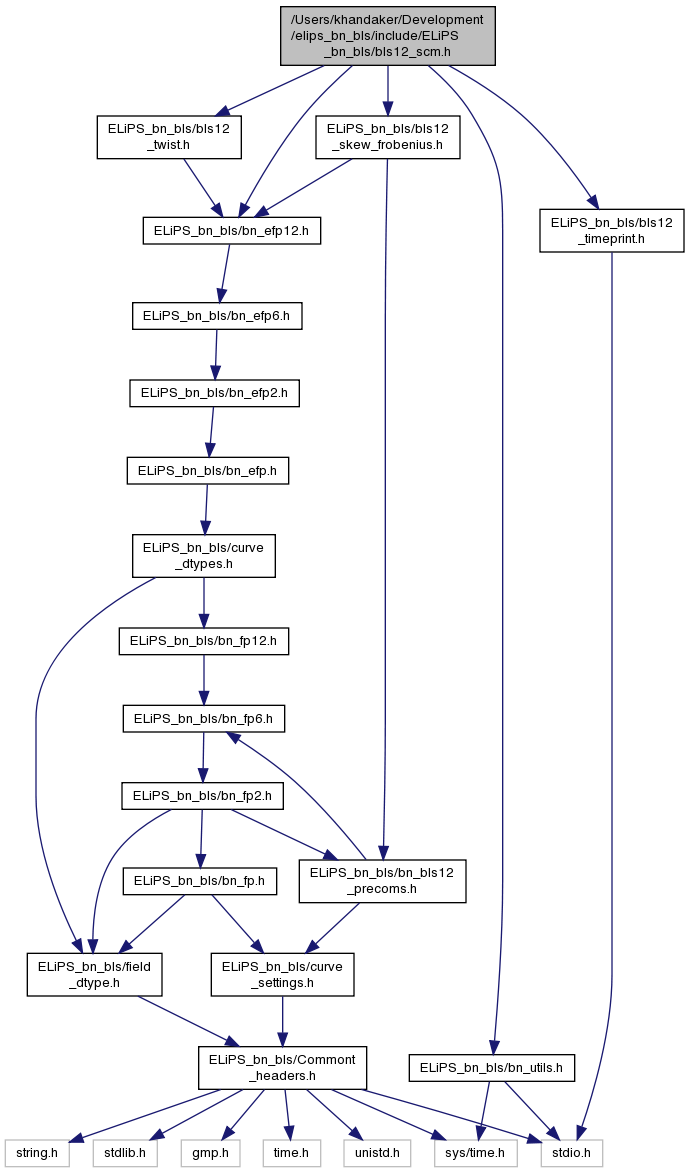 /Users/khandaker/Development
/elips_bn_bls/include/ELiPS
_bn_bls/bls12_scm.h
ELiPS_bn_bls/bls12
_twist.h
ELiPS_bn_bls/bls12
_skew_frobenius.h
ELiPS_bn_bls/bn_efp12.h
ELiPS_bn_bls/bls12
_timeprint.h
ELiPS_bn_bls/bn_efp6.h
ELiPS_bn_bls/bn_efp2.h
ELiPS_bn_bls/bn_efp.h
ELiPS_bn_bls/curve
_dtypes.h
ELiPS_bn_bls/bn_fp12.h
ELiPS_bn_bls/bn_fp6.h
ELiPS_bn_bls/bn_fp2.h
ELiPS_bn_bls/bn_fp.h
ELiPS_bn_bls/bn_bls12
_precoms.h
ELiPS_bn_bls/field
_dtype.h
ELiPS_bn_bls/curve
_settings.h
ELiPS_bn_bls/Commont
_headers.h
ELiPS_bn_bls/bn_utils.h
string.h
stdlib.h
gmp.h
time.h
unistd.h
sys/time.h
stdio.h